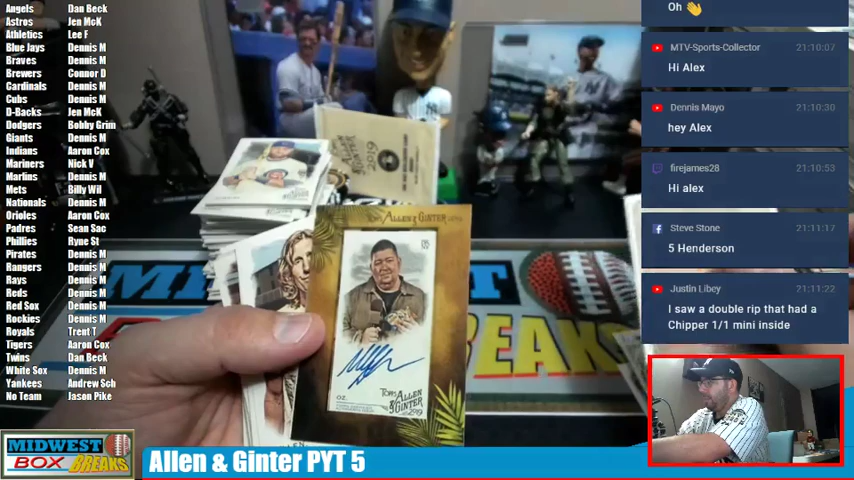 Angels Dan Beck
Astros Jen McK
Athletics Lee F
Blue Jays Dennis M
Braves Dennis M
Brewers Connor D
Cardinals Dennis M
Cubs Dennis M
D-Backs Jen McK
Dodgers Bobby Grim
Giants Dennis M
Indians Aaron Cox
Mariners Nick V
Marlins Dennis M
Mets Billy Wil
Nationals Dennis M
Orioles Aaron Cox
Padres Sean Sac
Phillies Ryne St
Pirates Dennis M
Rangers Dennis M
Rays Dennis M
Reds Dennis M
Red Sox Dennis M
Rockies Dennis M
Royals Trent T
Tigers Aaron Cox
Twins Dan Beck
White Sox Dennis M
Yankees Andrew Sch
No Team Jason Pike
2019
TOPPS ALLEN & GINTER
OZ.
TOPPS
ALLEN
& GINTER
2019
EAKS
Oh 👋
MTV-Sports-Collector 21:10:07
Hi Alex
Dennis Mayo 21:10:30
hey Alex
firejames28 21:10:53
Hi alex
Steve Stone 21:11:17
5 Henderson
Justin Libey 21:11:22
I saw a double rip that had a
Chipper 1/1 mini inside
MIDWEST
BOX BREAKS
Allen & Ginter PYT 5